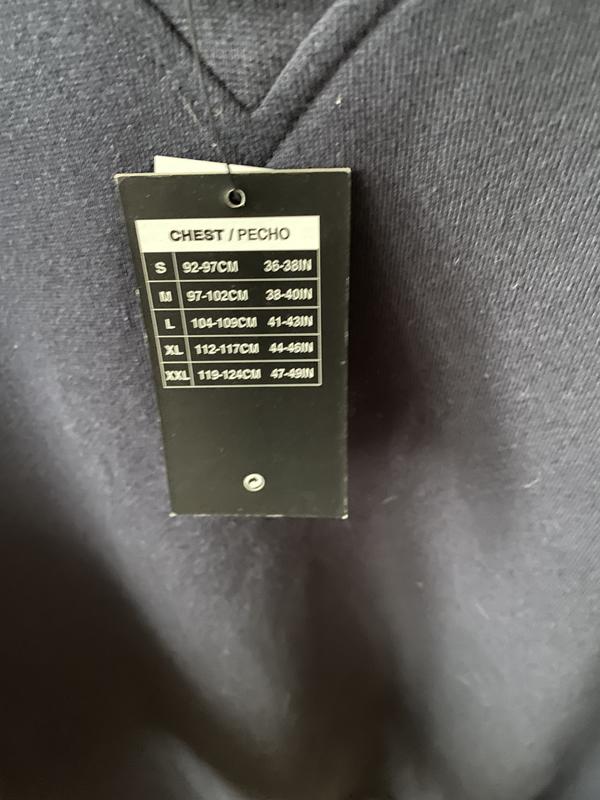 CHEST / PECHO
S 92-97CM 36-38IN
M 97-102CM 38-40IN
L 104-109CM 41-43IN
XL 112-117CM 44-46IN
XXL 119-124CM 47-49IN